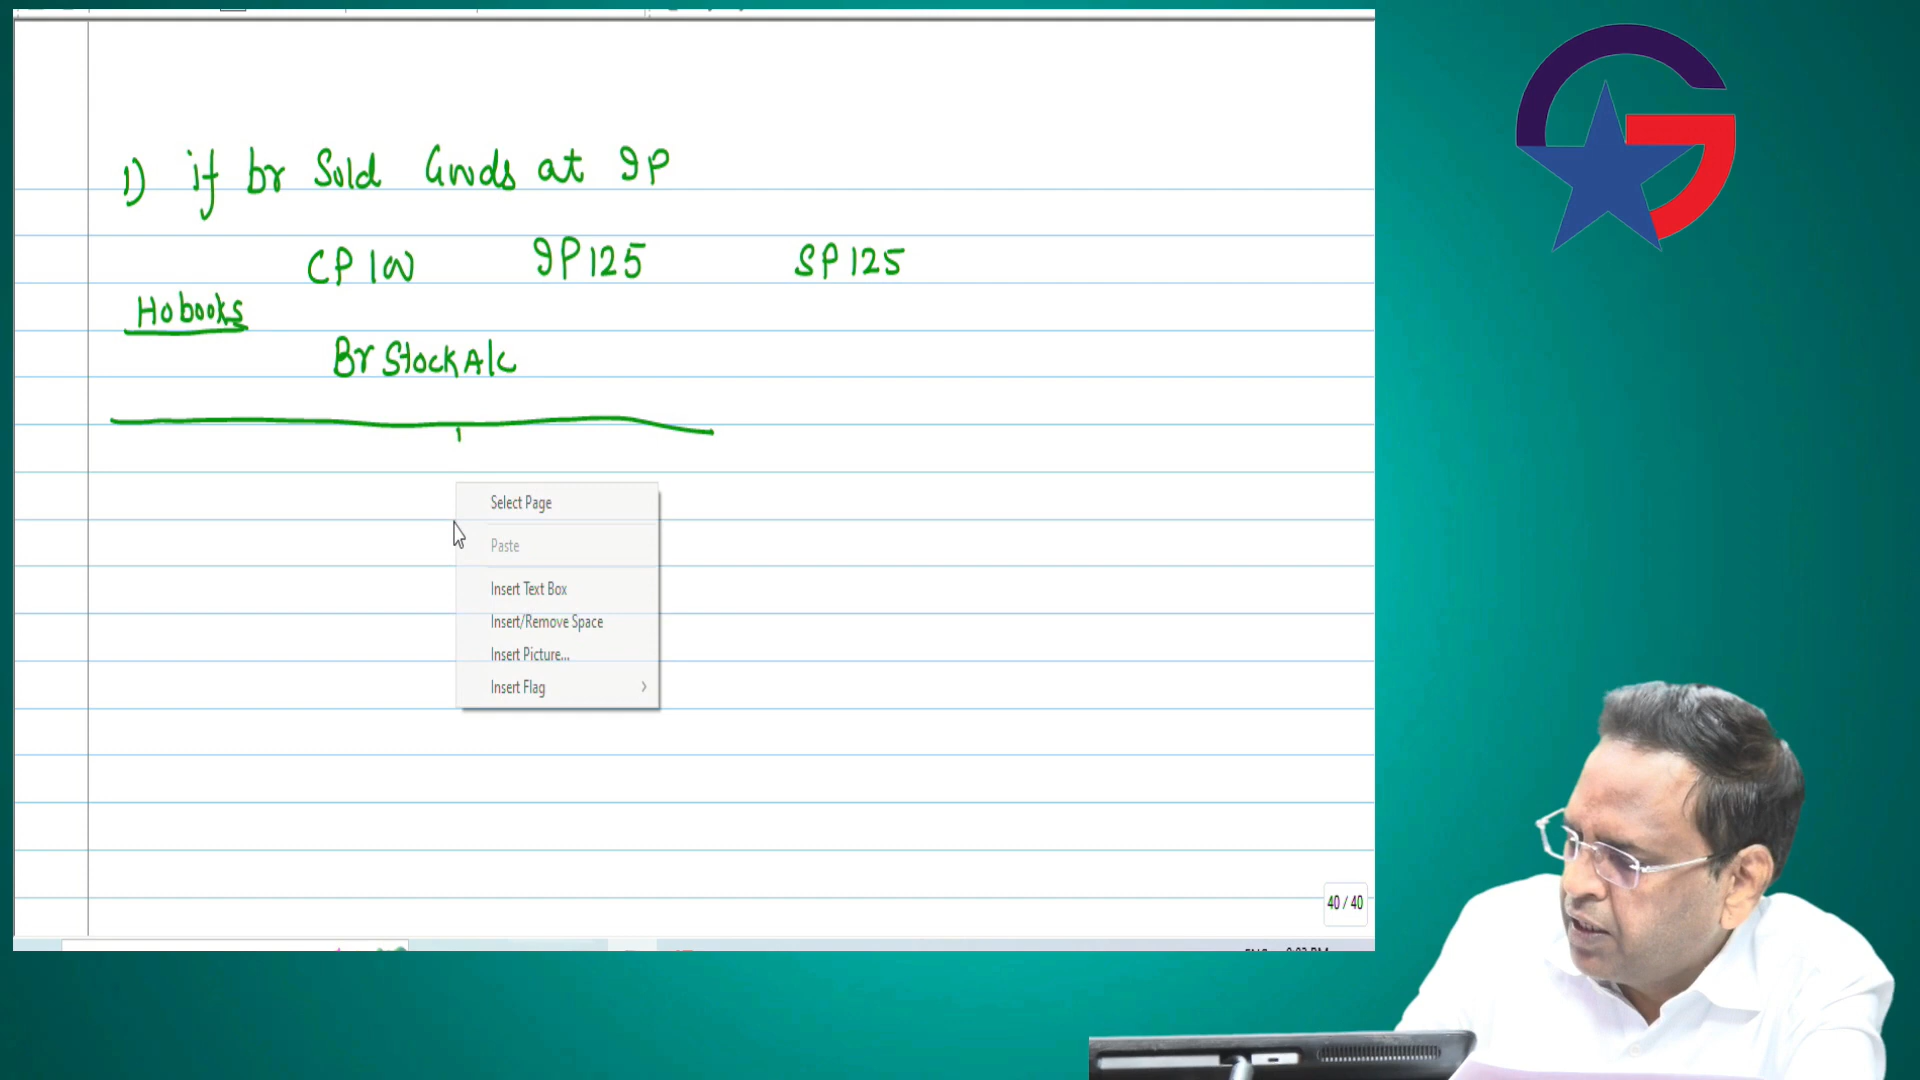 1) if br Sold Goods at IP
CP 100 IP 125 SP 125
Ho books
Br Stock A/c
Select Page
Paste
Insert Text Box
Insert/Remove Space
Insert Picture...
Insert Flag
40 / 40